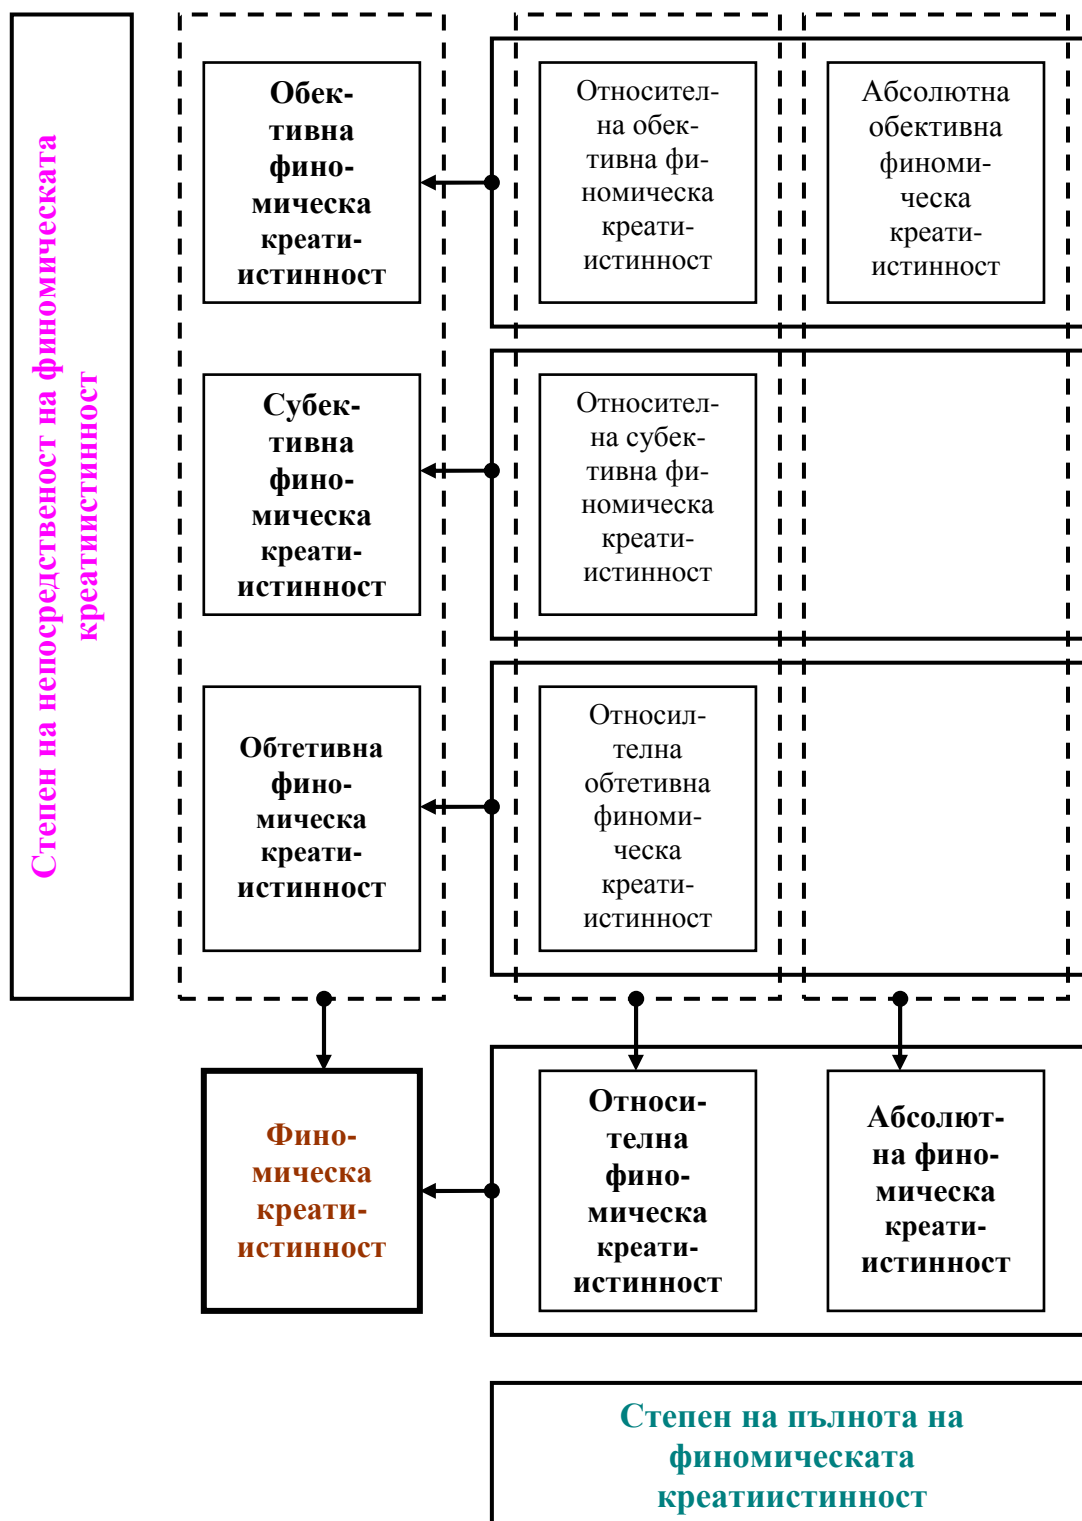 Степен на непосредственост на финомическата
креатиистинност
Обек-
тивна
фино-
мическа
креати-
истинност
Относител-
на обек-
тивна фи-
номическа
креати-
истинност
Абсолютна
обективна
финоми-
ческа
креати-
истинност
Субек-
тивна
фино-
мическа
креати-
истинност
Относител-
на субек-
тивна фи-
номическа
креати-
истинност
Обтетивна
фино-
мическа
креати-
истинност
Относил-
телна
обтетивна
финоми-
ческа
креати-
истинност
Фино-
мическа
креати-
истинност
Относи-
телна
фино-
мическа
креати-
истинност
Абсолют-
на фино-
мическа
креати-
истинност
Степен на пълнота на
финомическата
креатиистинност